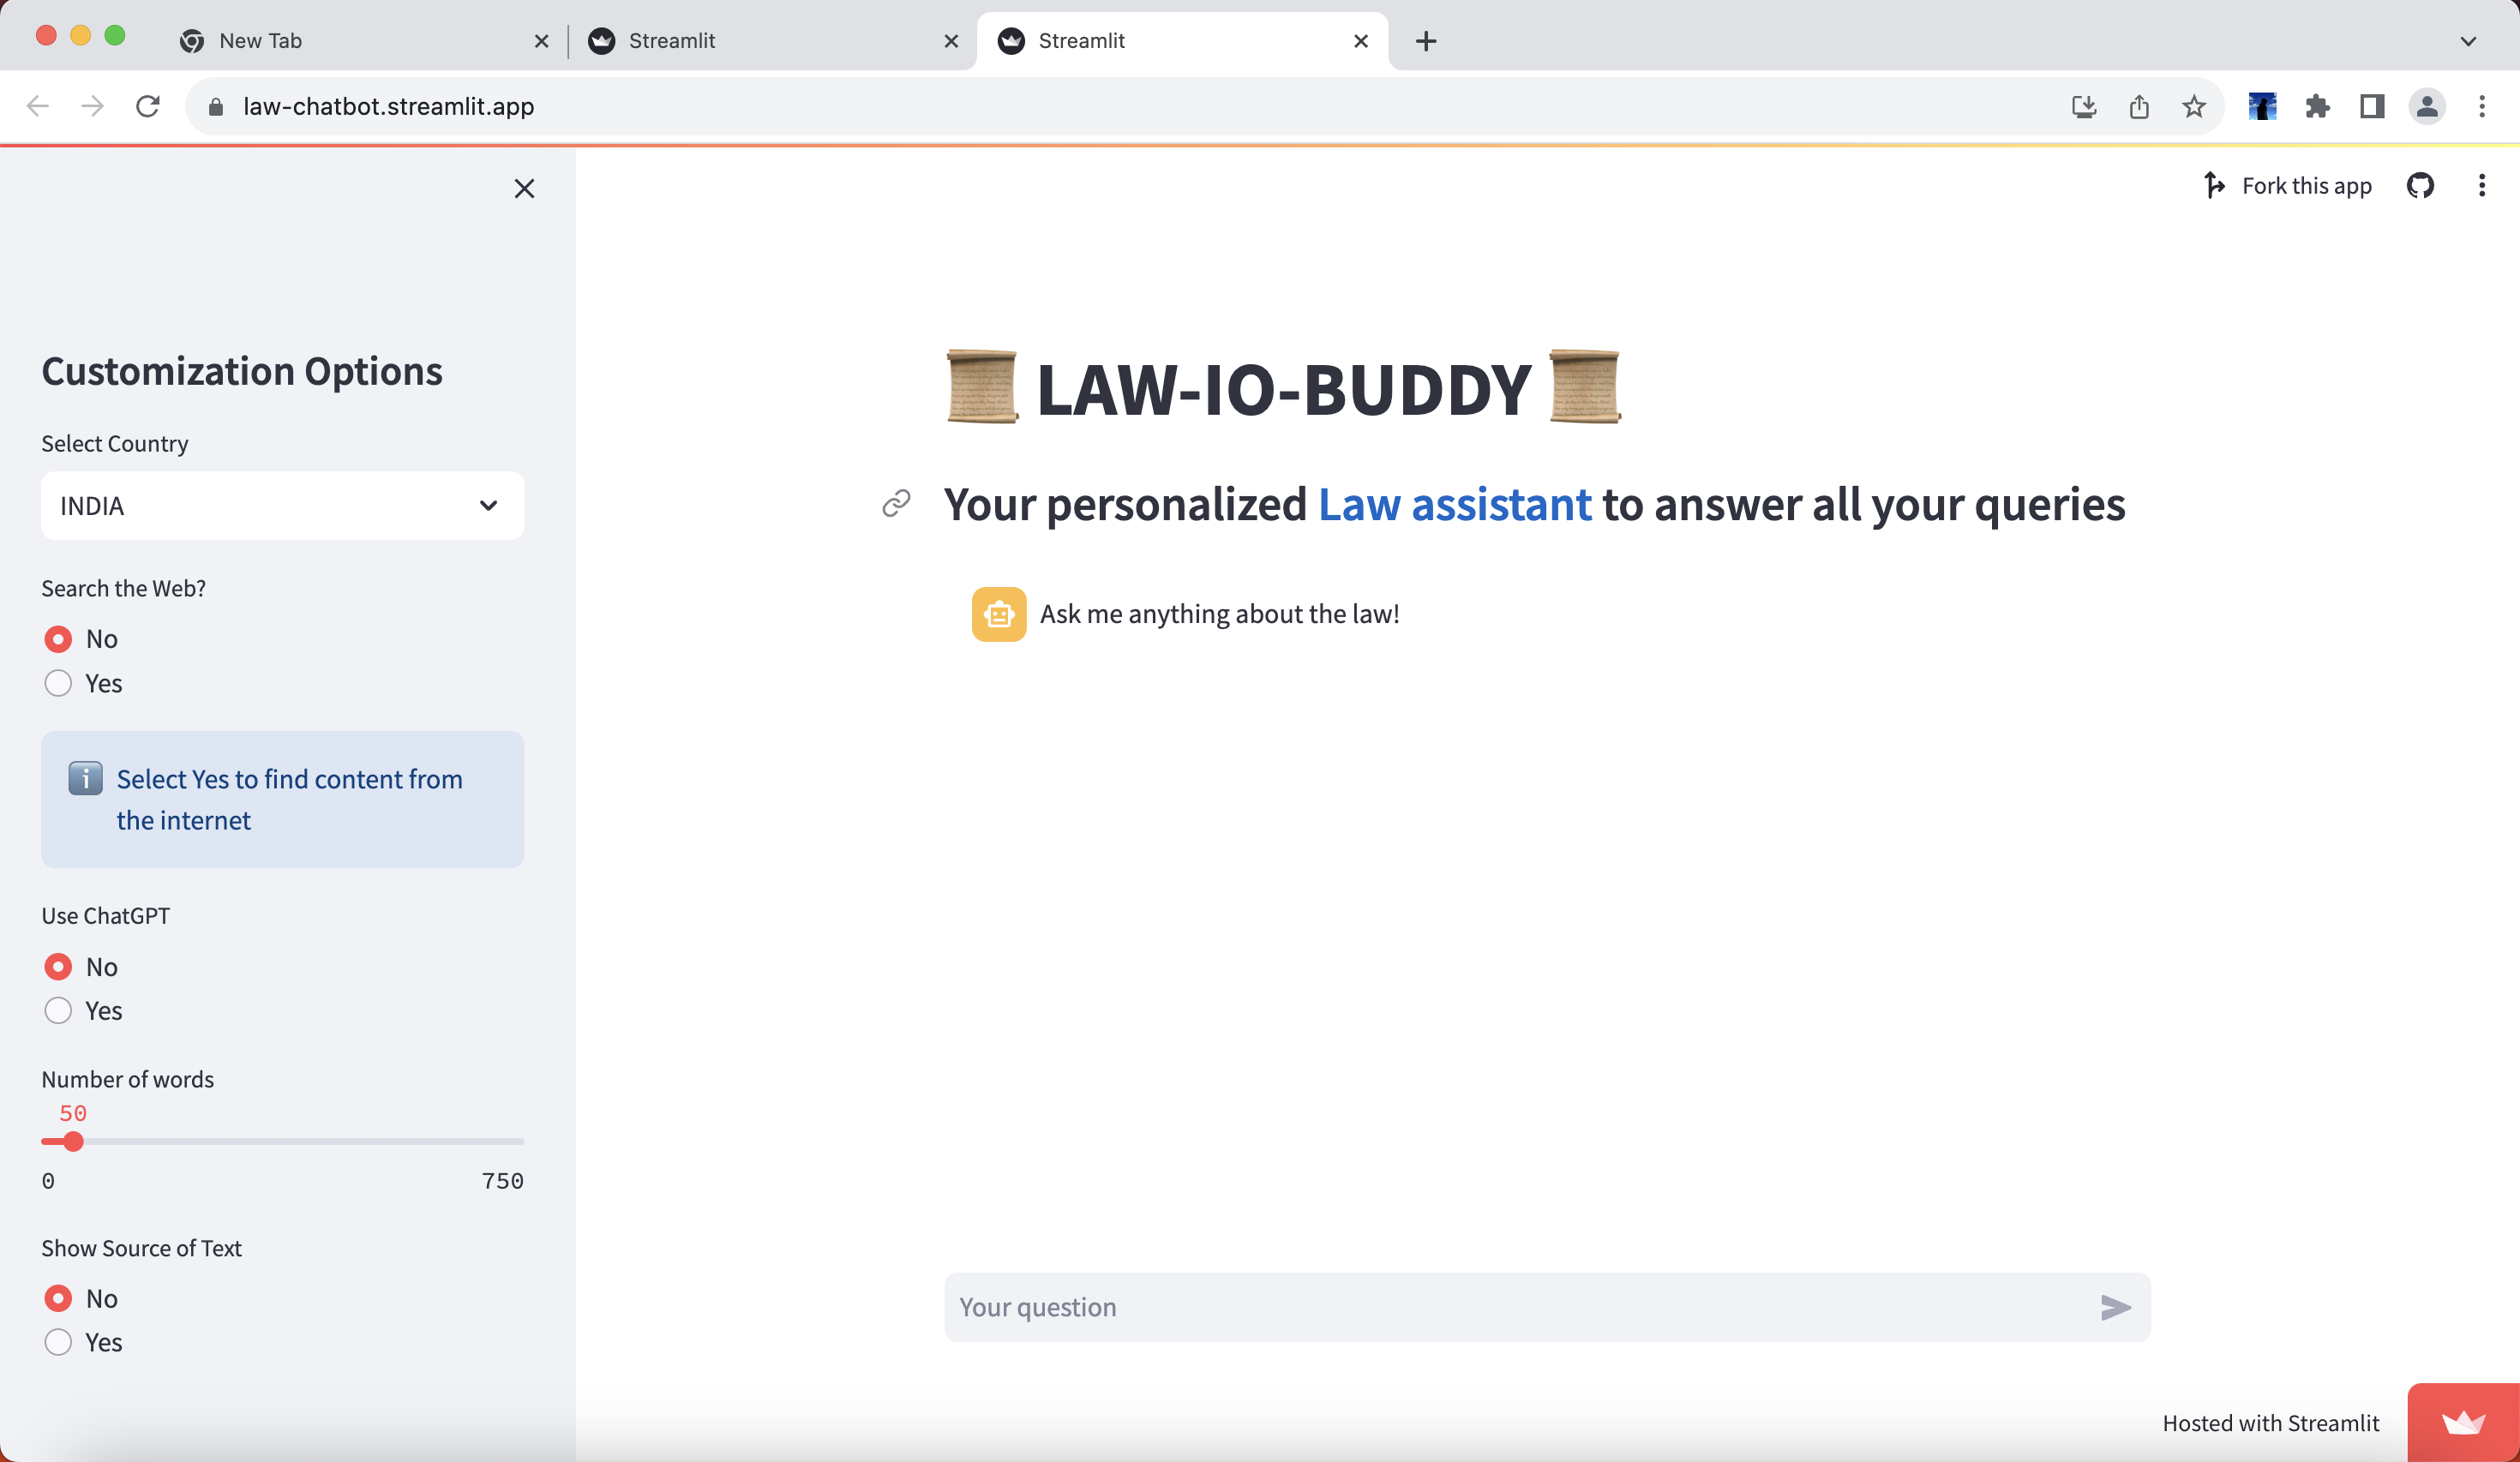 New Tab
Streamlit
Streamlit
law-chatbot.streamlit.app
Fork this app
Customization Options
Select Country
INDIA
Search the Web?
No
Yes
Select Yes to find content from
the internet
Use ChatGPT
No
Yes
Number of words
50
0 750
Show Source of Text
No
Yes
LAW-IO-BUDDY
Your personalized Law assistant to answer all your queries
Ask me anything about the law!
Your question
Hosted with Streamlit